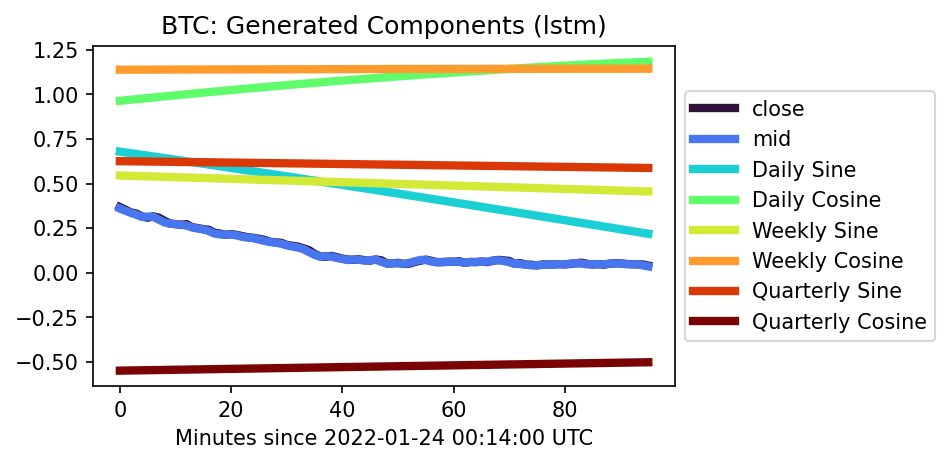 BTC: Generated Components (lstm)
1.25
1.00
0.75
0.50
0.25
0.00
−0.25
−0.50
0 20 40 60 80
Minutes since 2022-01-24 00:14:00 UTC
close
mid
Daily Sine
Daily Cosine
Weekly Sine
Weekly Cosine
Quarterly Sine
Quarterly Cosine